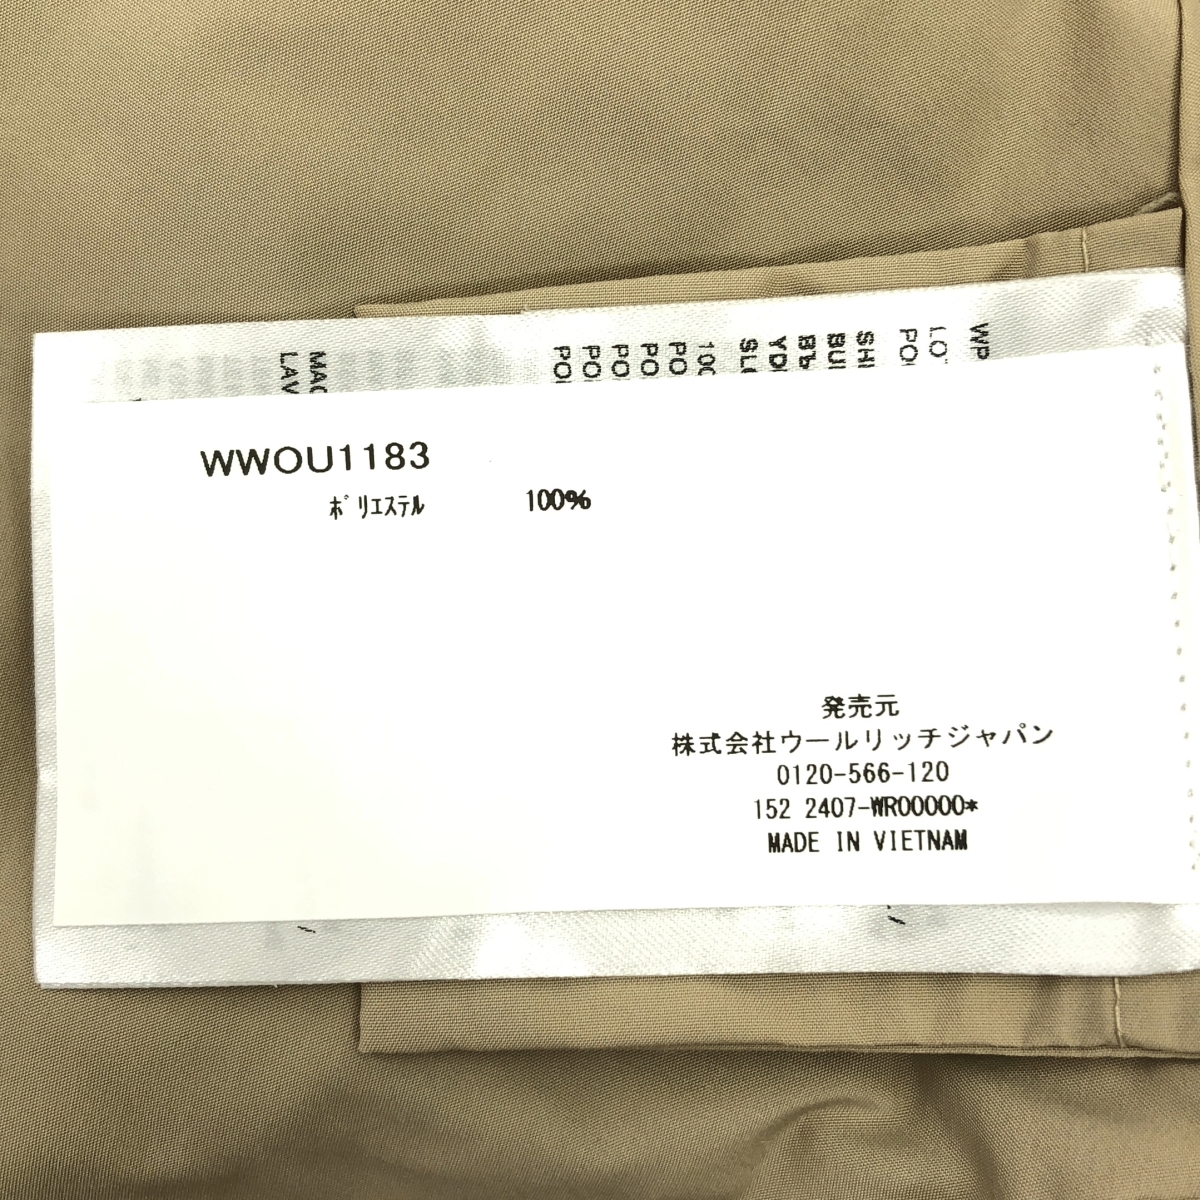 WWOU1183
ﾎﾟﾘｴｽﾃﾙ 100%
発売元
株式会社ウールリッチジャパン
0120-566-120
152 2407-WR00000*
MADE IN VIETNAM